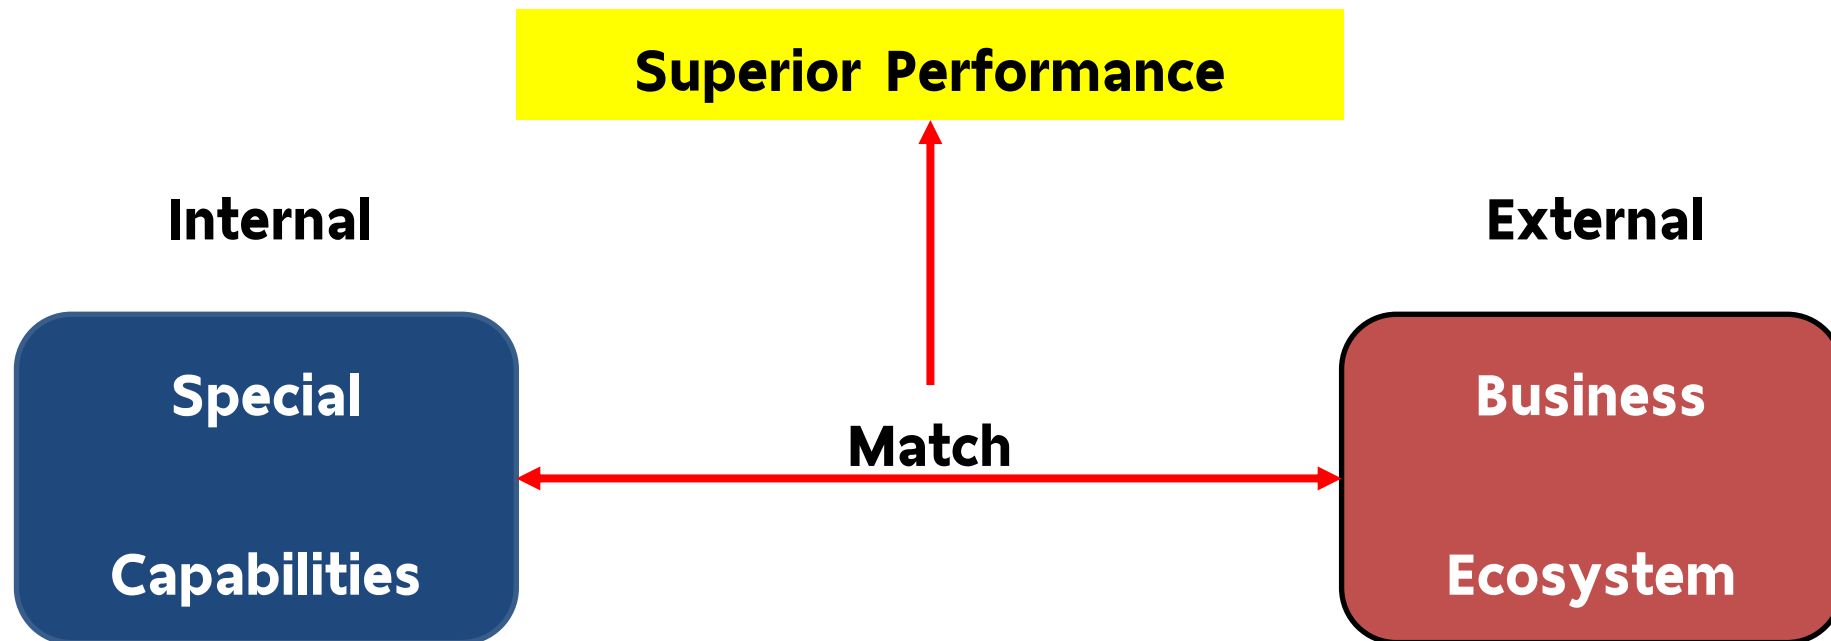 Superior Performance
Internal
External
Special
Capabilities
Match
Business
Ecosystem